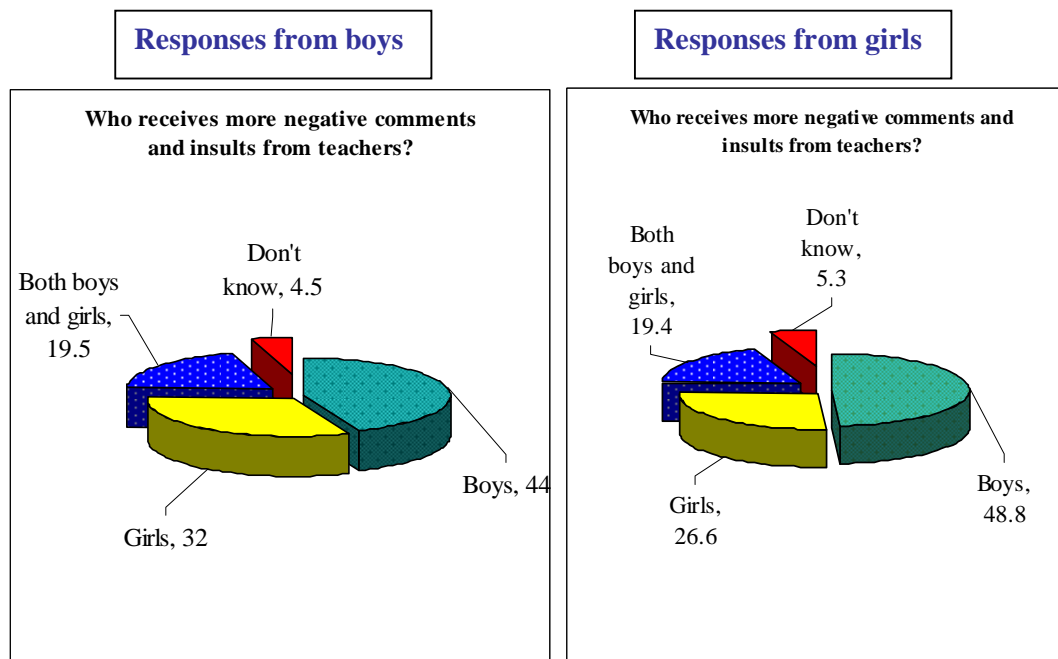 Responses from boys
Who receives more negative comments
and insults from teachers?
Don't
know, 4.5
Both boys
and girls,
19.5
Boys, 44
Girls, 32
Responses from girls
Who receives more negative comments and
insults from teachers?
Don't
know,
5.3
Both
boys and
girls,
19.4
Girls,
26.6
Boys,
48.8